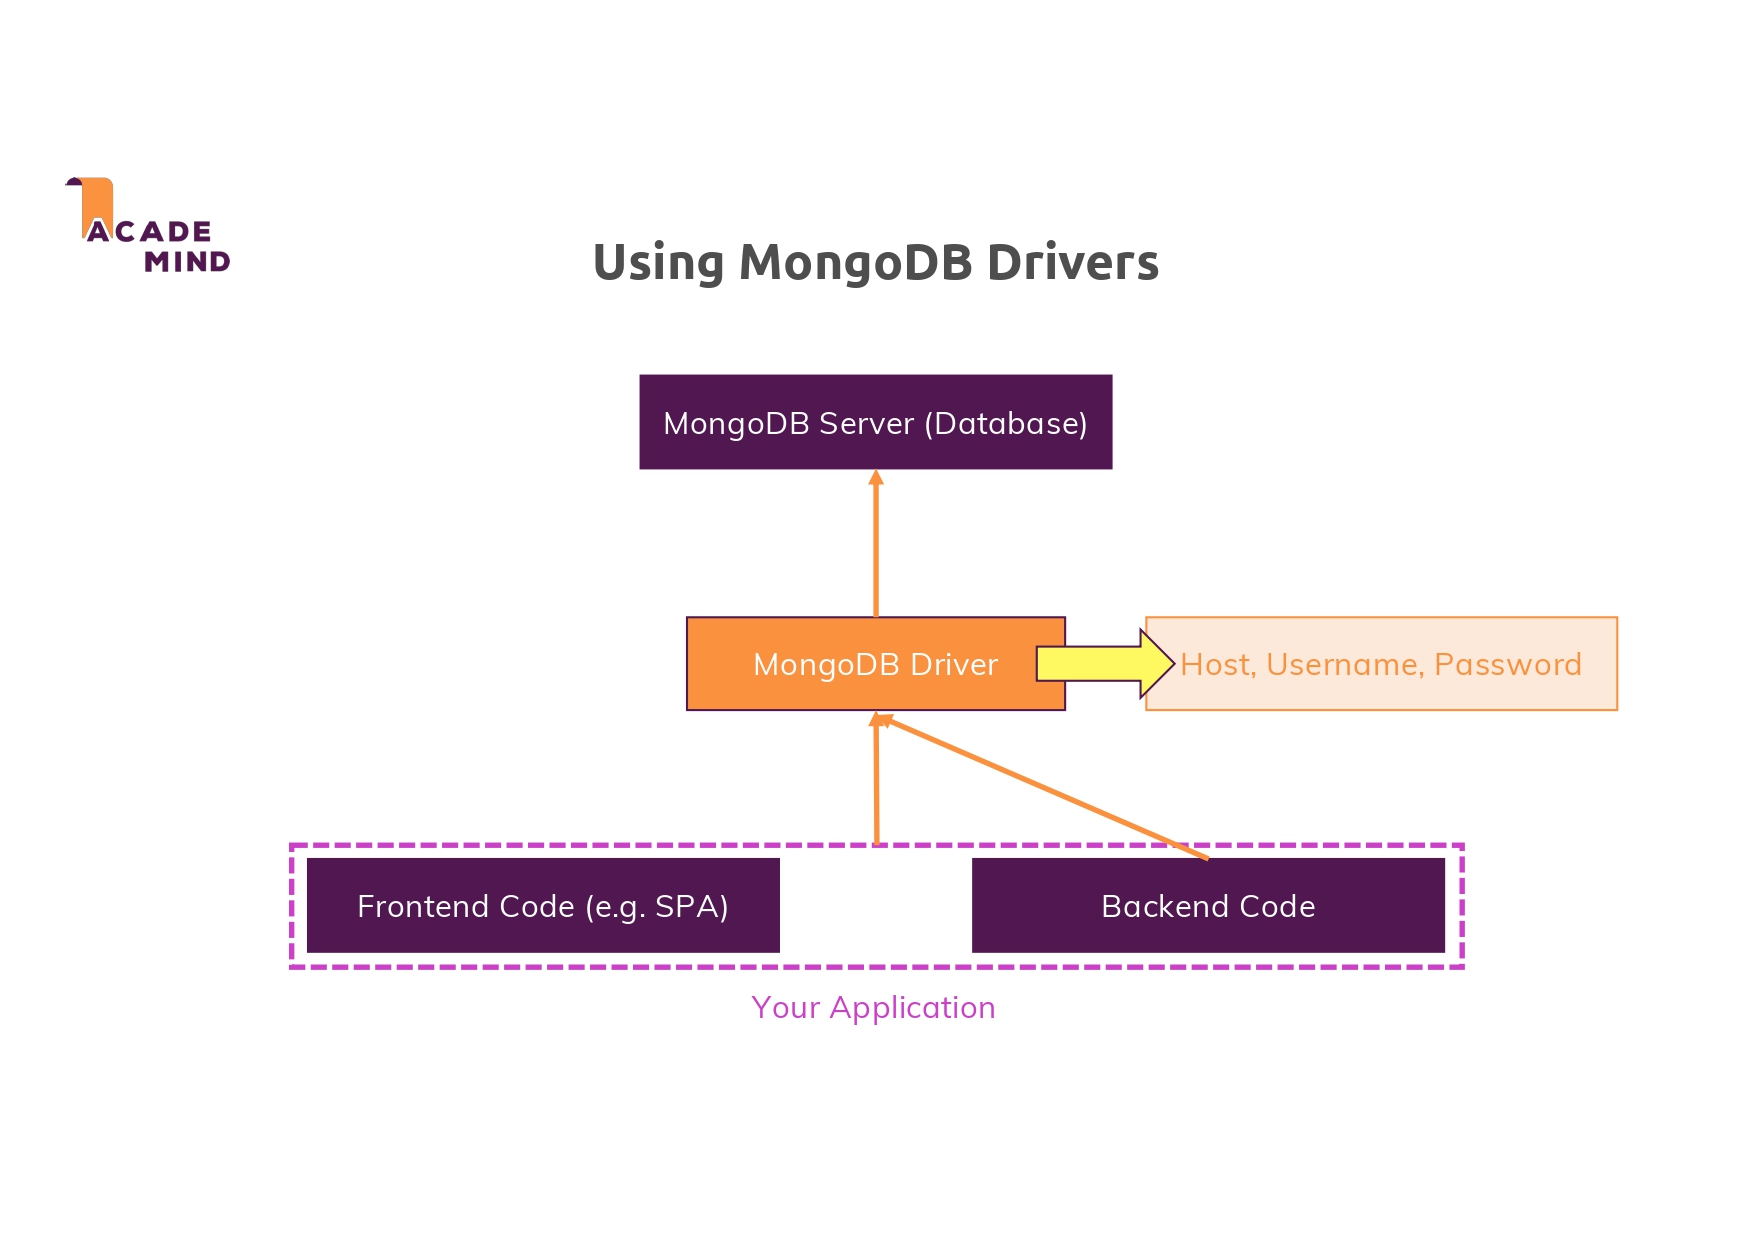 ACADE
MIND
Using MongoDB Drivers
MongoDB Server (Database)
MongoDB Driver
Host, Username, Password
Frontend Code (e.g. SPA)
Backend Code
Your Application